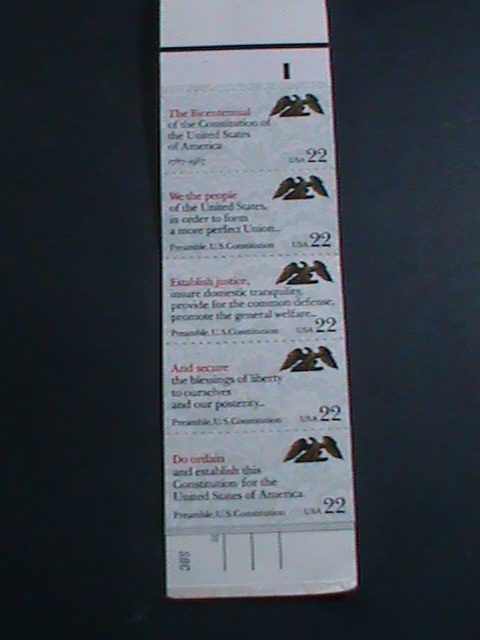 1
The Bicentennial
of the Constitution of
the United States
of America
1787-1987 USA 22
We the people
of the United States,
in order to form
a more perfect Union...
Preamble, U.S. Constitution USA 22
Establish justice,
insure domestic tranquility,
provide for the common defense,
promote the general welfare...
Preamble, U.S. Constitution USA 22
And secure
the blessings of liberty
to ourselves
and our posterity...
Preamble, U.S. Constitution USA 22
Do ordain
and establish this
Constitution for the
United States of America.
Preamble, U.S. Constitution USA 22